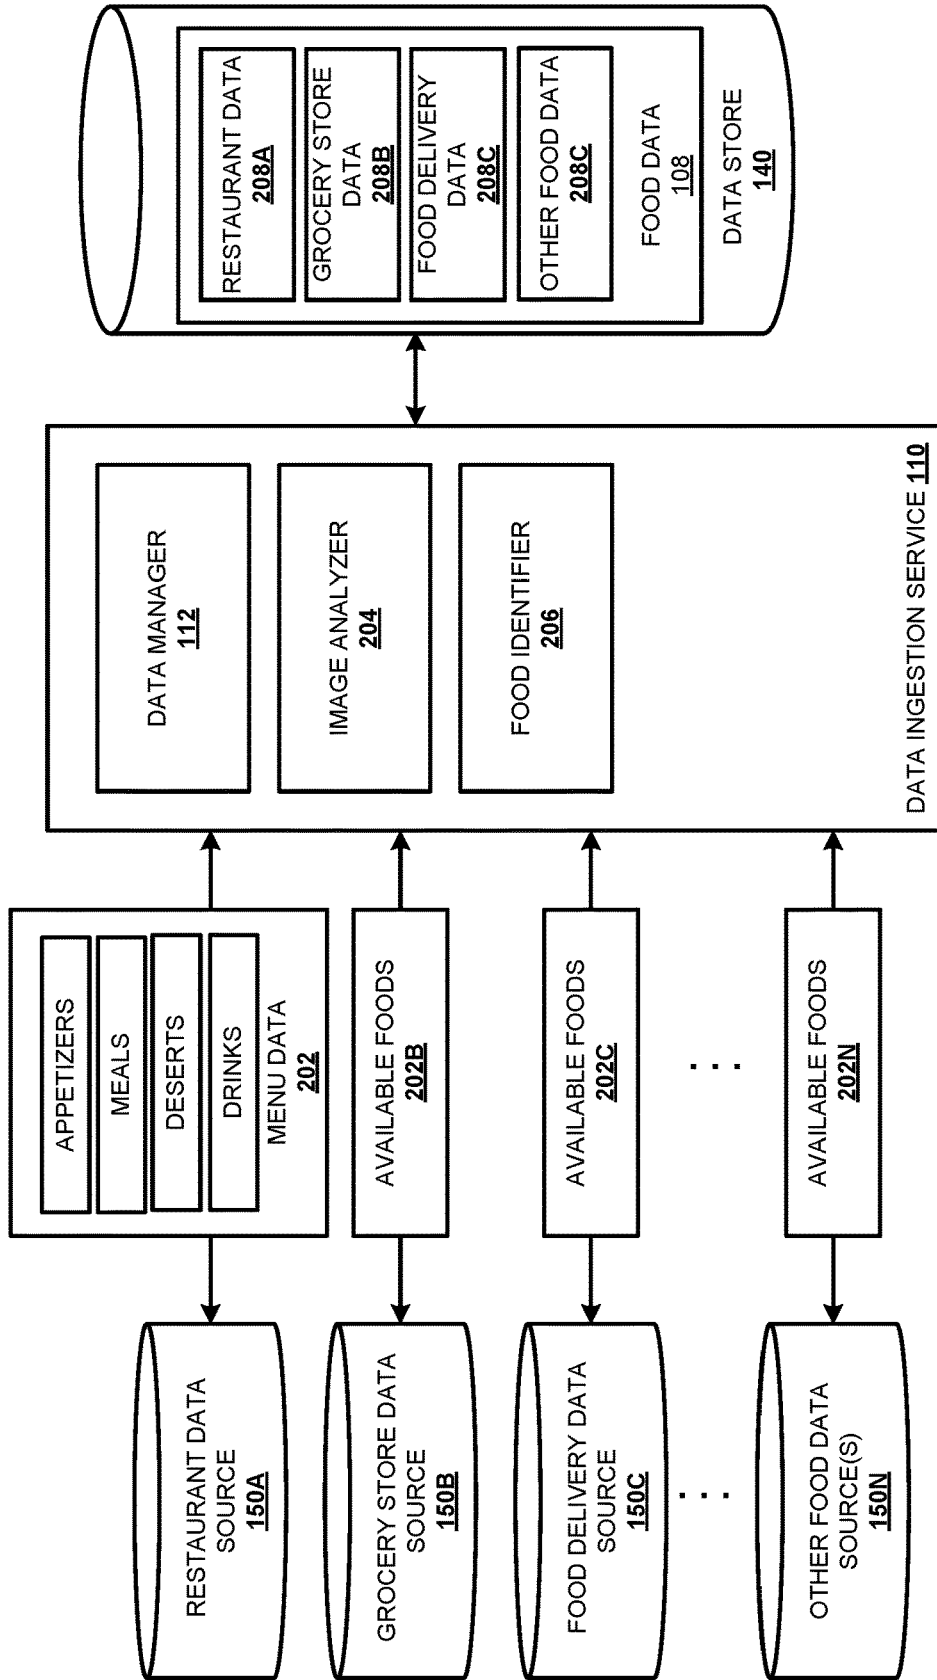 RESTAURANT DATA
SOURCE
150A
GROCERY STORE DATA
SOURCE
150B
FOOD DELIVERY DATA
SOURCE
150C
. . .
OTHER FOOD DATA
SOURCE(S)
150N
APPETIZERS
MEALS
DESERTS
DRINKS
MENU DATA
202
AVAILABLE FOODS
202B
AVAILABLE FOODS
202C
. . .
AVAILABLE FOODS
202N
DATA MANAGER
112
IMAGE ANALYZER
204
FOOD IDENTIFIER
206
DATA INGESTION SERVICE 110
RESTAURANT DATA
208A
GROCERY STORE
DATA
208B
FOOD DELIVERY
DATA
208C
OTHER FOOD DATA
208C
FOOD DATA
108
DATA STORE
140